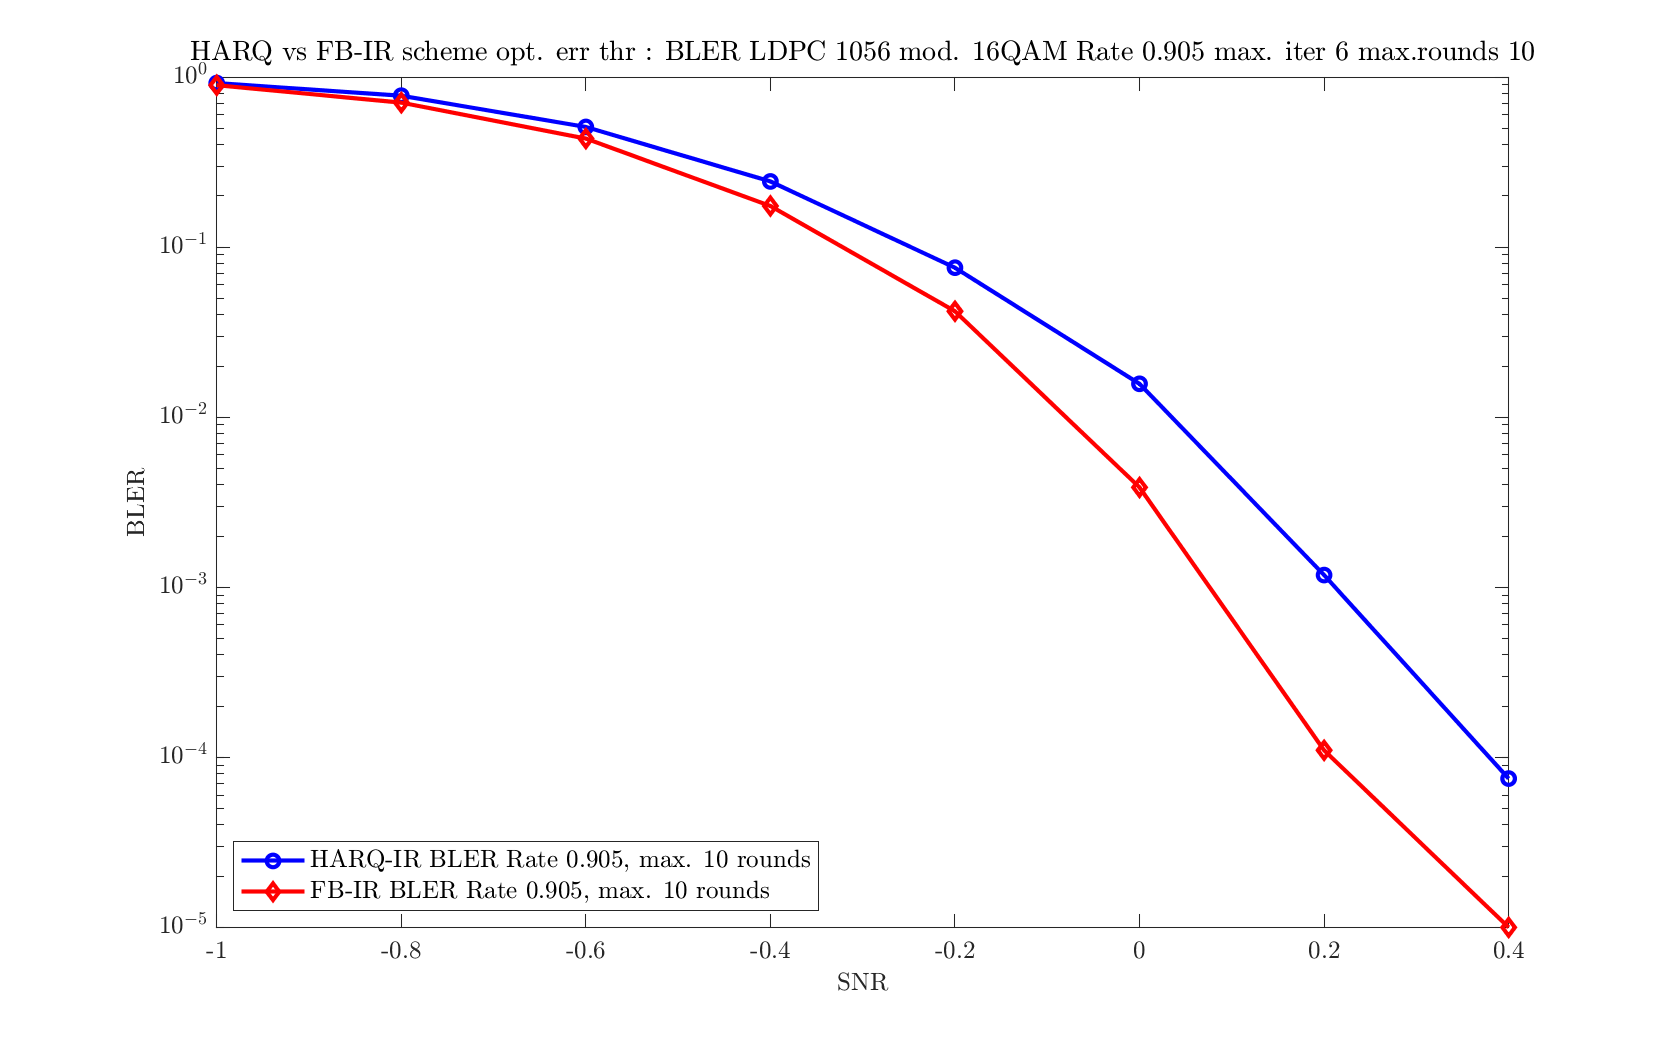 HARQ vs FB-IR scheme opt. err thr : BLER LDPC 1056 mod. 16QAM Rate 0.905 max. iter 6 max.rounds 10
10⁰
10⁻¹
10⁻²
10⁻³
10⁻⁴
10⁻⁵
BLER
HARQ-IR BLER Rate 0.905, max. 10 rounds
FB-IR BLER Rate 0.905, max. 10 rounds
-1 -0.8 -0.6 -0.4 -0.2 0 0.2 0.4
SNR